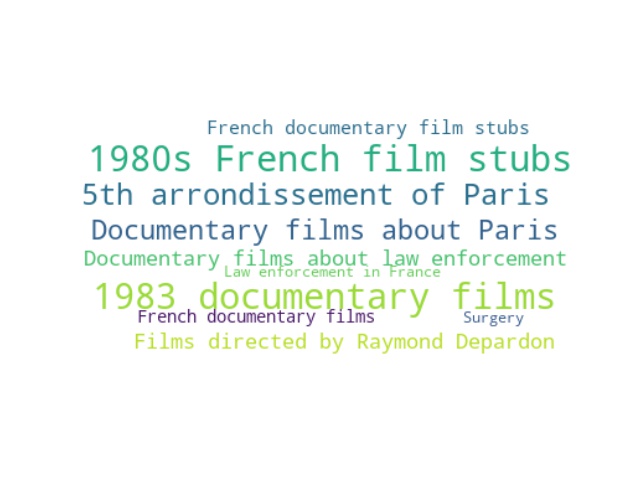 French documentary film stubs
1980s French film stubs
5th arrondissement of Paris
Documentary films about Paris
Documentary films about law enforcement
Law enforcement in France
1983 documentary films
French documentary films
Surgery
Films directed by Raymond Depardon